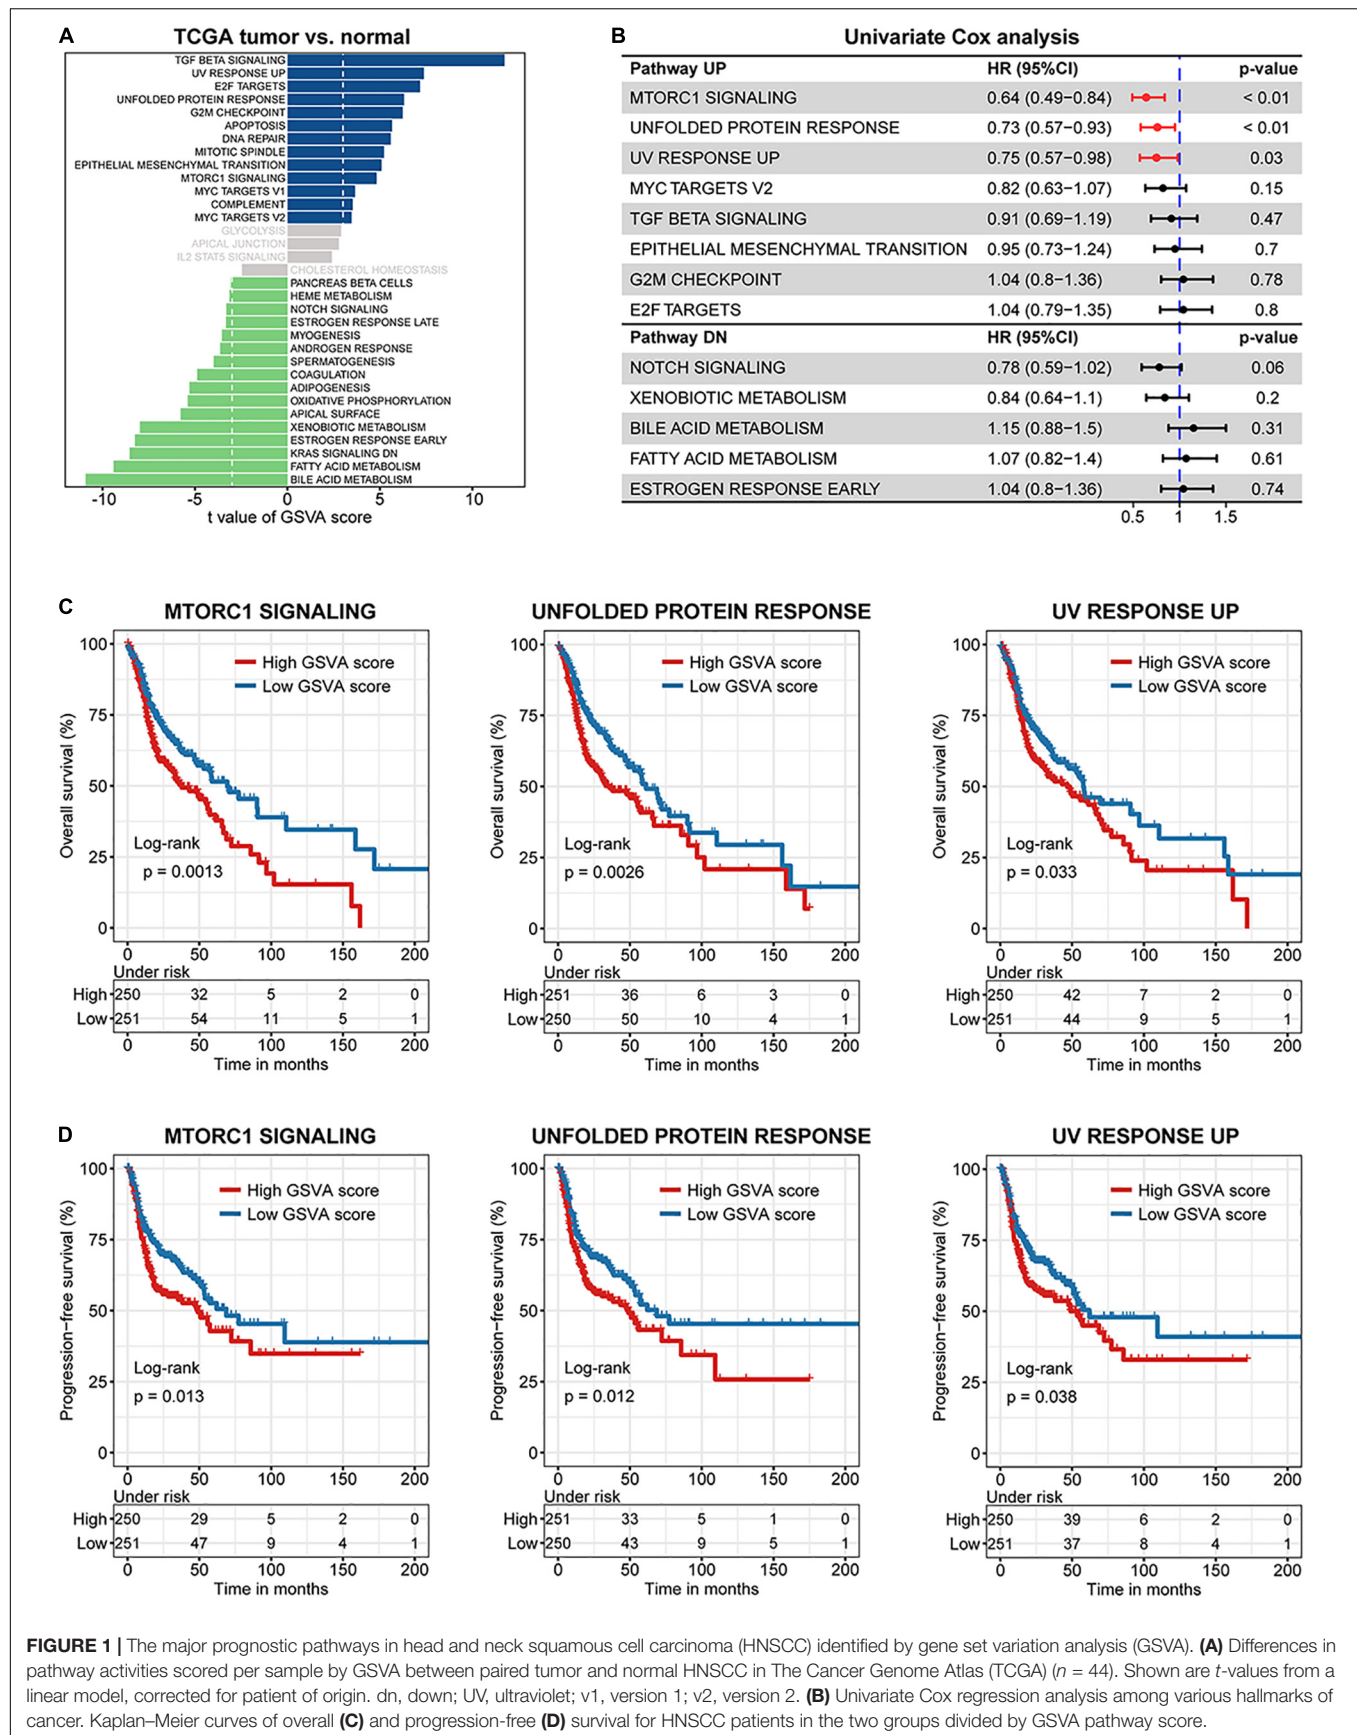 A
TCGA tumor vs. normal
TGF BETA SIGNALING
UV RESPONSE UP
E2F TARGETS
UNFOLDED PROTEIN RESPONSE
G2M CHECKPOINT
APOPTOSIS
DNA REPAIR
MITOTIC SPINDLE
EPITHELIAL MESENCHYMAL TRANSITION
MTORC1 SIGNALING
MYC TARGETS V1
COMPLEMENT
MYC TARGETS V2
GLYCOLYSIS
APICAL JUNCTION
IL2 STAT5 SIGNALING
CHOLESTEROL HOMEOSTASIS
PANCREAS BETA CELLS
HEME METABOLISM
NOTCH SIGNALING
ESTROGEN RESPONSE LATE
MYOGENESIS
ANDROGEN RESPONSE
SPERMATOGENESIS
COAGULATION
ADIPOGENESIS
OXIDATIVE PHOSPHORYLATION
APICAL SURFACE
XENOBIOTIC METABOLISM
ESTROGEN RESPONSE EARLY
KRAS SIGNALING DN
FATTY ACID METABOLISM
BILE ACID METABOLISM
-10 -5 0 5 10
t value of GSVA score
B
Univariate Cox analysis
Pathway UP HR (95%CI) p-value
MTORC1 SIGNALING 0.64 (0.49−0.84) < 0.01
UNFOLDED PROTEIN RESPONSE 0.73 (0.57−0.93) < 0.01
UV RESPONSE UP 0.75 (0.57−0.98) 0.03
MYC TARGETS V2 0.82 (0.63−1.07) 0.15
TGF BETA SIGNALING 0.91 (0.69−1.19) 0.47
EPITHELIAL MESENCHYMAL TRANSITION 0.95 (0.73−1.24) 0.7
G2M CHECKPOINT 1.04 (0.8−1.36) 0.78
E2F TARGETS 1.04 (0.79−1.35) 0.8
Pathway DN HR (95%CI) p-value
NOTCH SIGNALING 0.78 (0.59−1.02) 0.06
XENOBIOTIC METABOLISM 0.84 (0.64−1.1) 0.2
BILE ACID METABOLISM 1.15 (0.88−1.5) 0.31
FATTY ACID METABOLISM 1.07 (0.82−1.4) 0.61
ESTROGEN RESPONSE EARLY 1.04 (0.8−1.36) 0.74
0.5 1 1.5
C
MTORC1 SIGNALING
Overall survival (%)
100
75
50
25
0
High GSVA score
Low GSVA score
Log-rank
p = 0.0013
0 50 100 150 200
Under risk
High 250 32 5 2 0
Low 251 54 11 5 1
0 50 100 150 200
Time in months
UNFOLDED PROTEIN RESPONSE
Overall survival (%)
100
75
50
25
0
High GSVA score
Low GSVA score
Log-rank
p = 0.0026
0 50 100 150 200
Under risk
High 251 36 6 3 0
Low 250 50 10 4 1
0 50 100 150 200
Time in months
UV RESPONSE UP
Overall survival (%)
100
75
50
25
0
High GSVA score
Low GSVA score
Log-rank
p = 0.033
0 50 100 150 200
Under risk
High 250 42 7 2 0
Low 251 44 9 5 1
0 50 100 150 200
Time in months
D
MTORC1 SIGNALING
Progression−free survival (%)
100
75
50
25
0
High GSVA score
Low GSVA score
Log-rank
p = 0.013
0 50 100 150 200
Under risk
High 250 29 5 2 0
Low 251 47 9 4 1
0 50 100 150 200
Time in months
UNFOLDED PROTEIN RESPONSE
Progression−free survival (%)
100
75
50
25
0
High GSVA score
Low GSVA score
Log-rank
p = 0.012
0 50 100 150 200
Under risk
High 251 33 5 1 0
Low 250 43 9 5 1
0 50 100 150 200
Time in months
UV RESPONSE UP
Progression−free survival (%)
100
75
50
25
0
High GSVA score
Low GSVA score
Log-rank
p = 0.038
0 50 100 150 200
Under risk
High 250 39 6 2 0
Low 251 37 8 4 1
0 50 100 150 200
Time in months
FIGURE 1 | The major prognostic pathways in head and neck squamous cell carcinoma (HNSCC) identified by gene set variation analysis (GSVA). (A) Differences in
pathway activities scored per sample by GSVA between paired tumor and normal HNSCC in The Cancer Genome Atlas (TCGA) (n = 44). Shown are t-values from a
linear model, corrected for patient of origin. dn, down; UV, ultraviolet; v1, version 1; v2, version 2. (B) Univariate Cox regression analysis among various hallmarks of
cancer. Kaplan–Meier curves of overall (C) and progression-free (D) survival for HNSCC patients in the two groups divided by GSVA pathway score.